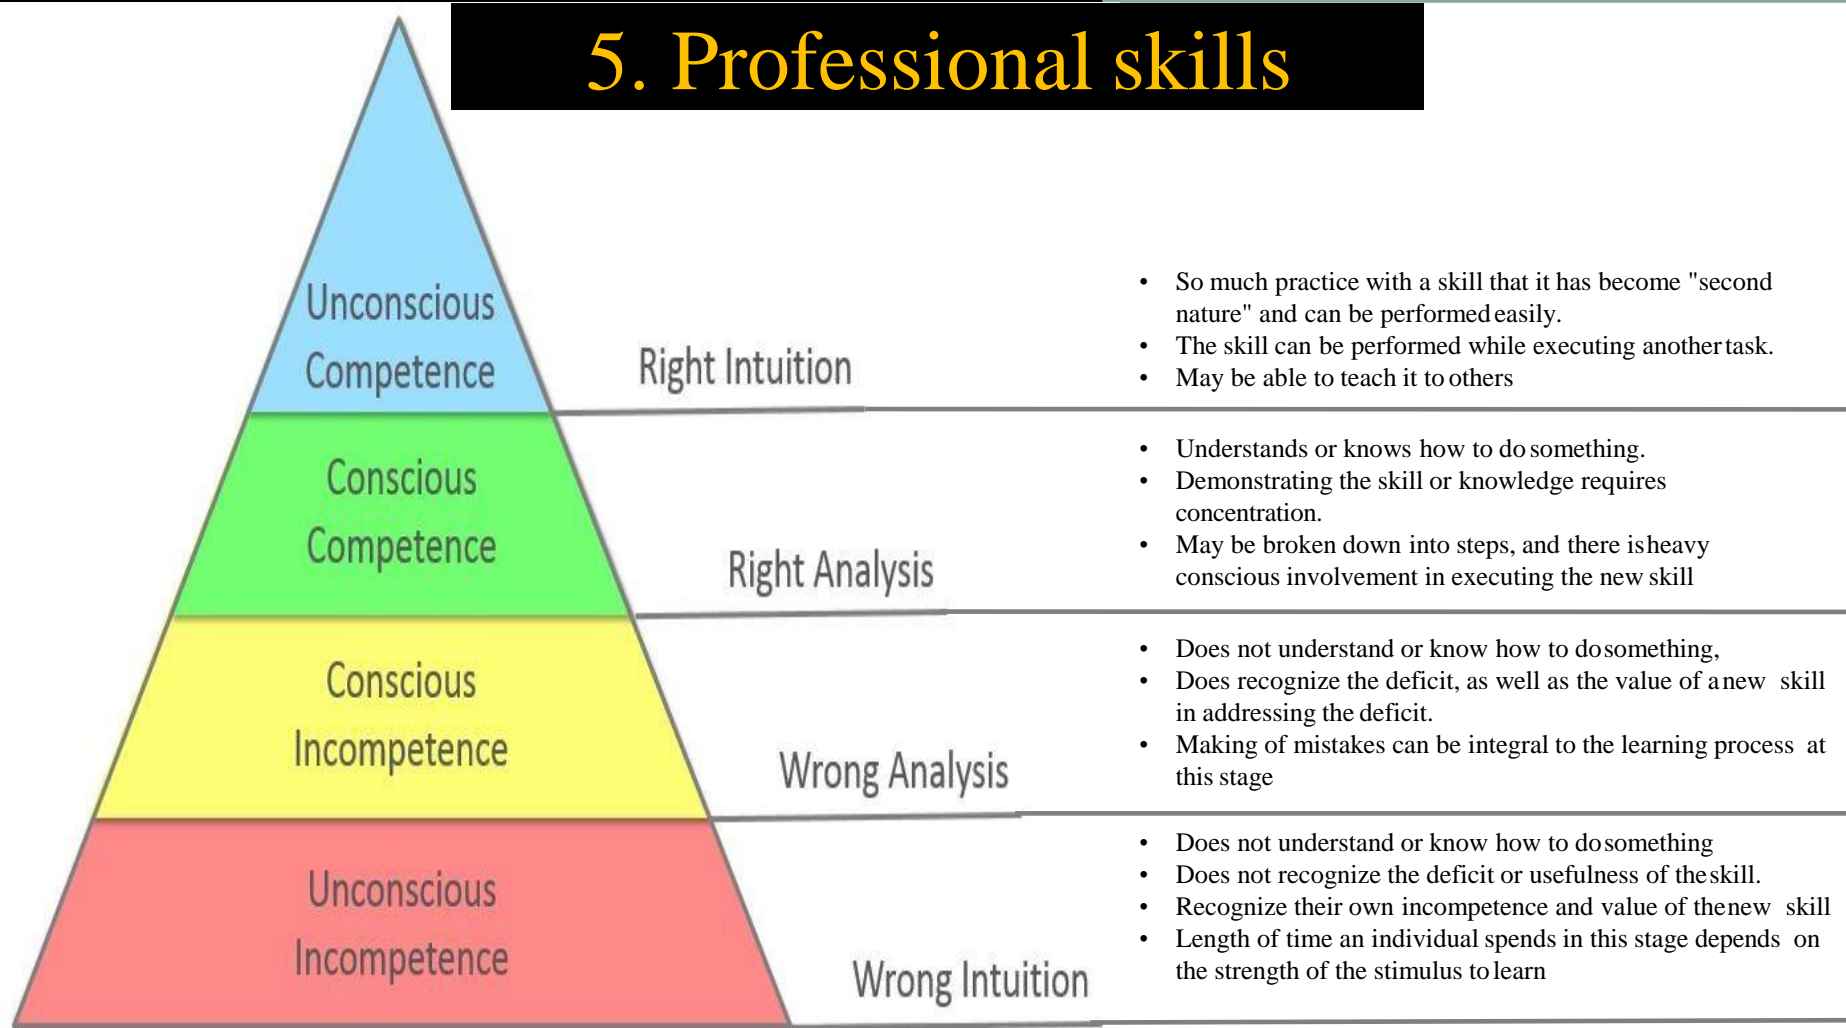 5. Professional skills
Unconscious
Competence
Right Intuition
• So much practice with a skill that it has become "second
nature" and can be performed easily.
• The skill can be performed while executing another task.
• May be able to teach it to others
Conscious
Competence
Right Analysis
• Understands or knows how to do something.
• Demonstrating the skill or knowledge requires
concentration.
• May be broken down into steps, and there is heavy
conscious involvement in executing the new skill
Conscious
Incompetence
Wrong Analysis
• Does not understand or know how to do something,
• Does recognize the deficit, as well as the value of a new skill
in addressing the deficit.
• Making of mistakes can be integral to the learning process at
this stage
Unconscious
Incompetence
Wrong Intuition
• Does not understand or know how to do something
• Does not recognize the deficit or usefulness of the skill.
• Recognize their own incompetence and value of the new skill
• Length of time an individual spends in this stage depends on
the strength of the stimulus to learn